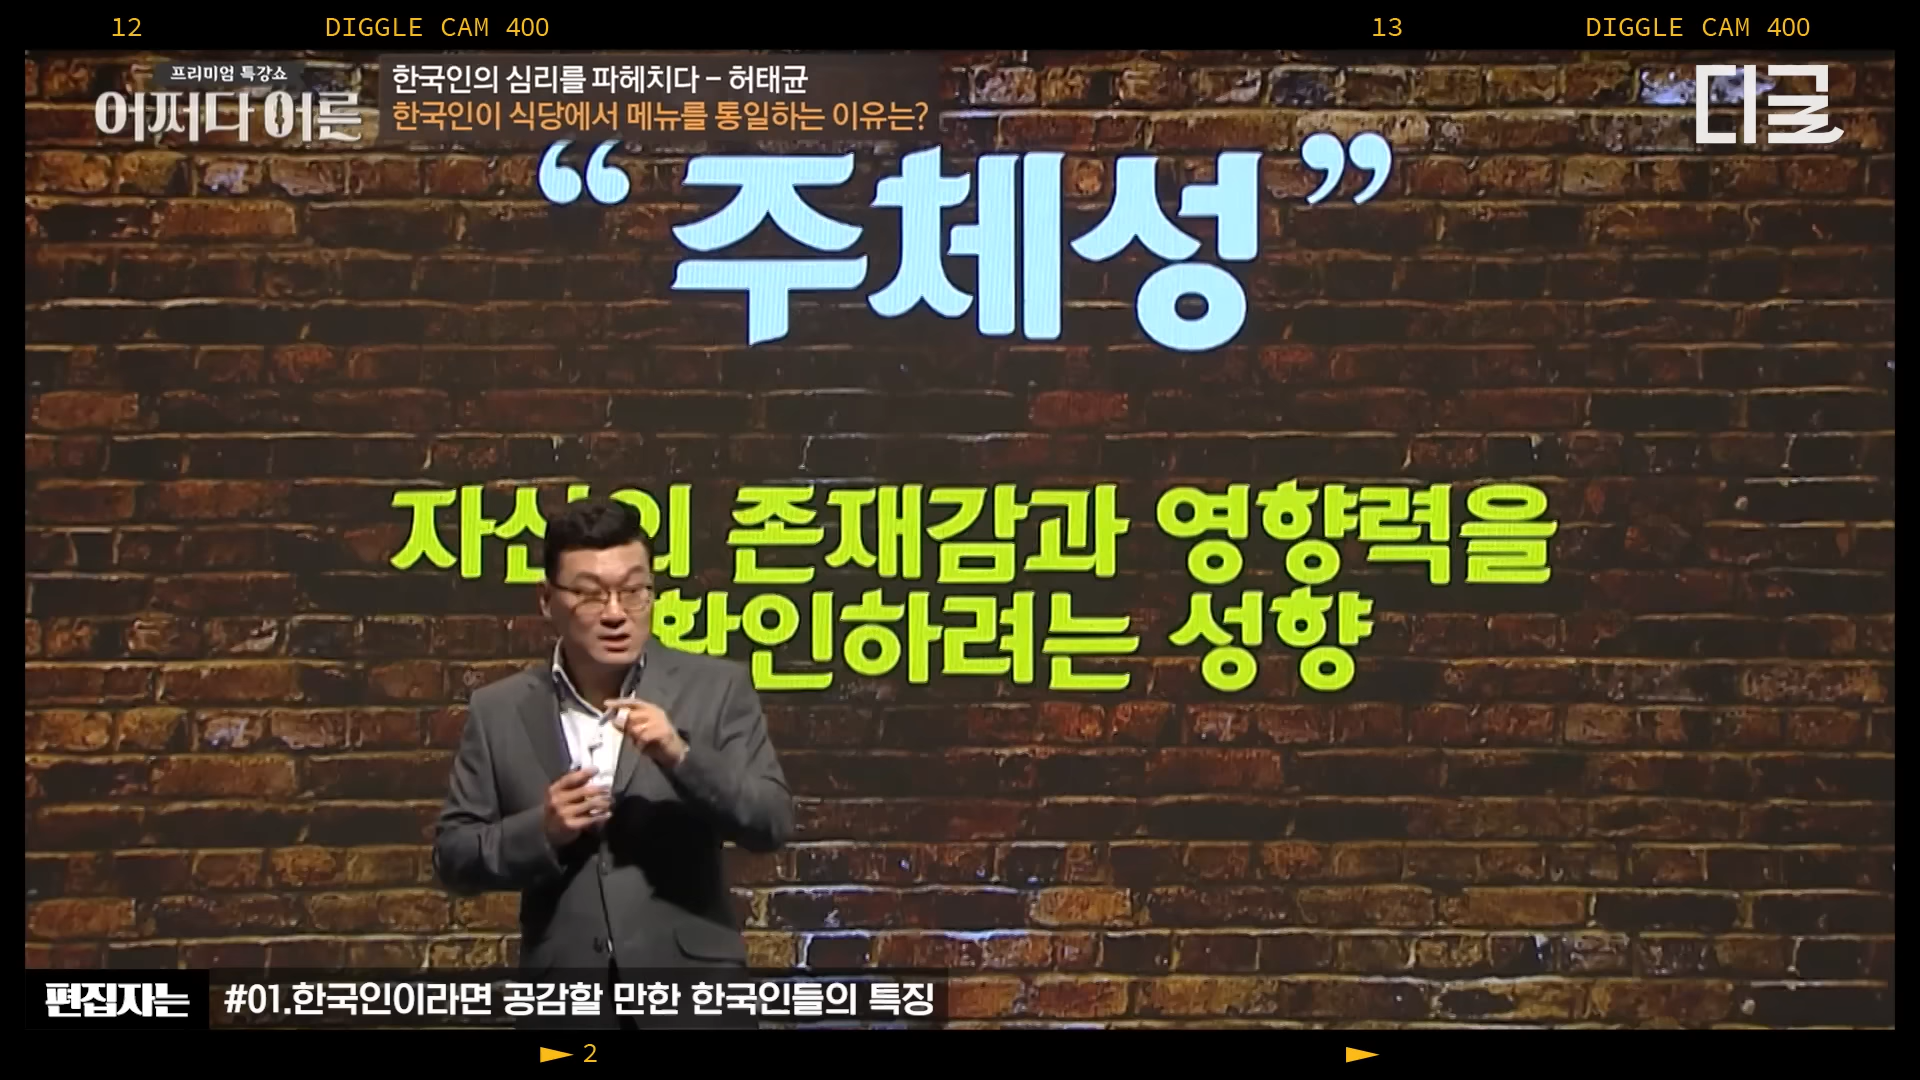 12 DIGGLE CAM 400 13 DIGGLE CAM 400
프리미엄 특강쇼
어쩌다 어른
한국인의 심리를 파헤치다 – 허태균
한국인이 식당에서 메뉴를 통일하는 이유는?
디글
“주체성”
자신의 존재감과 영향력을
확인하려는 성향
편집자는
#01.한국인이라면 공감할 만한 한국인들의 특징
2